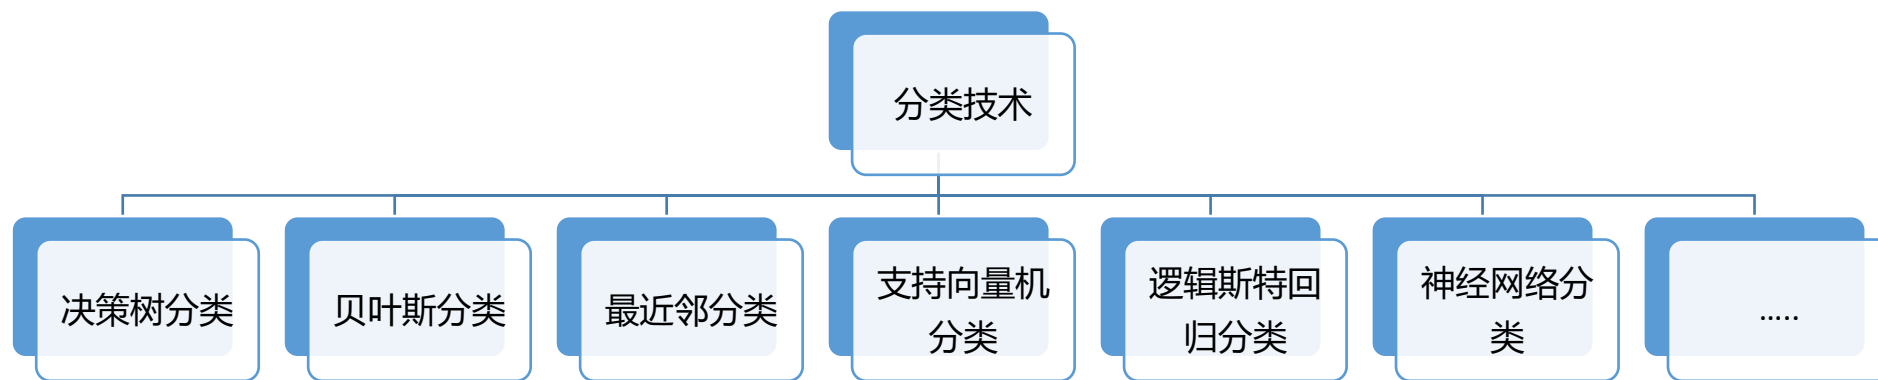 分类技术
决策树分类
贝叶斯分类
最近邻分类
支持向量机
分类
逻辑斯特回
归分类
神经网络分
类
.....